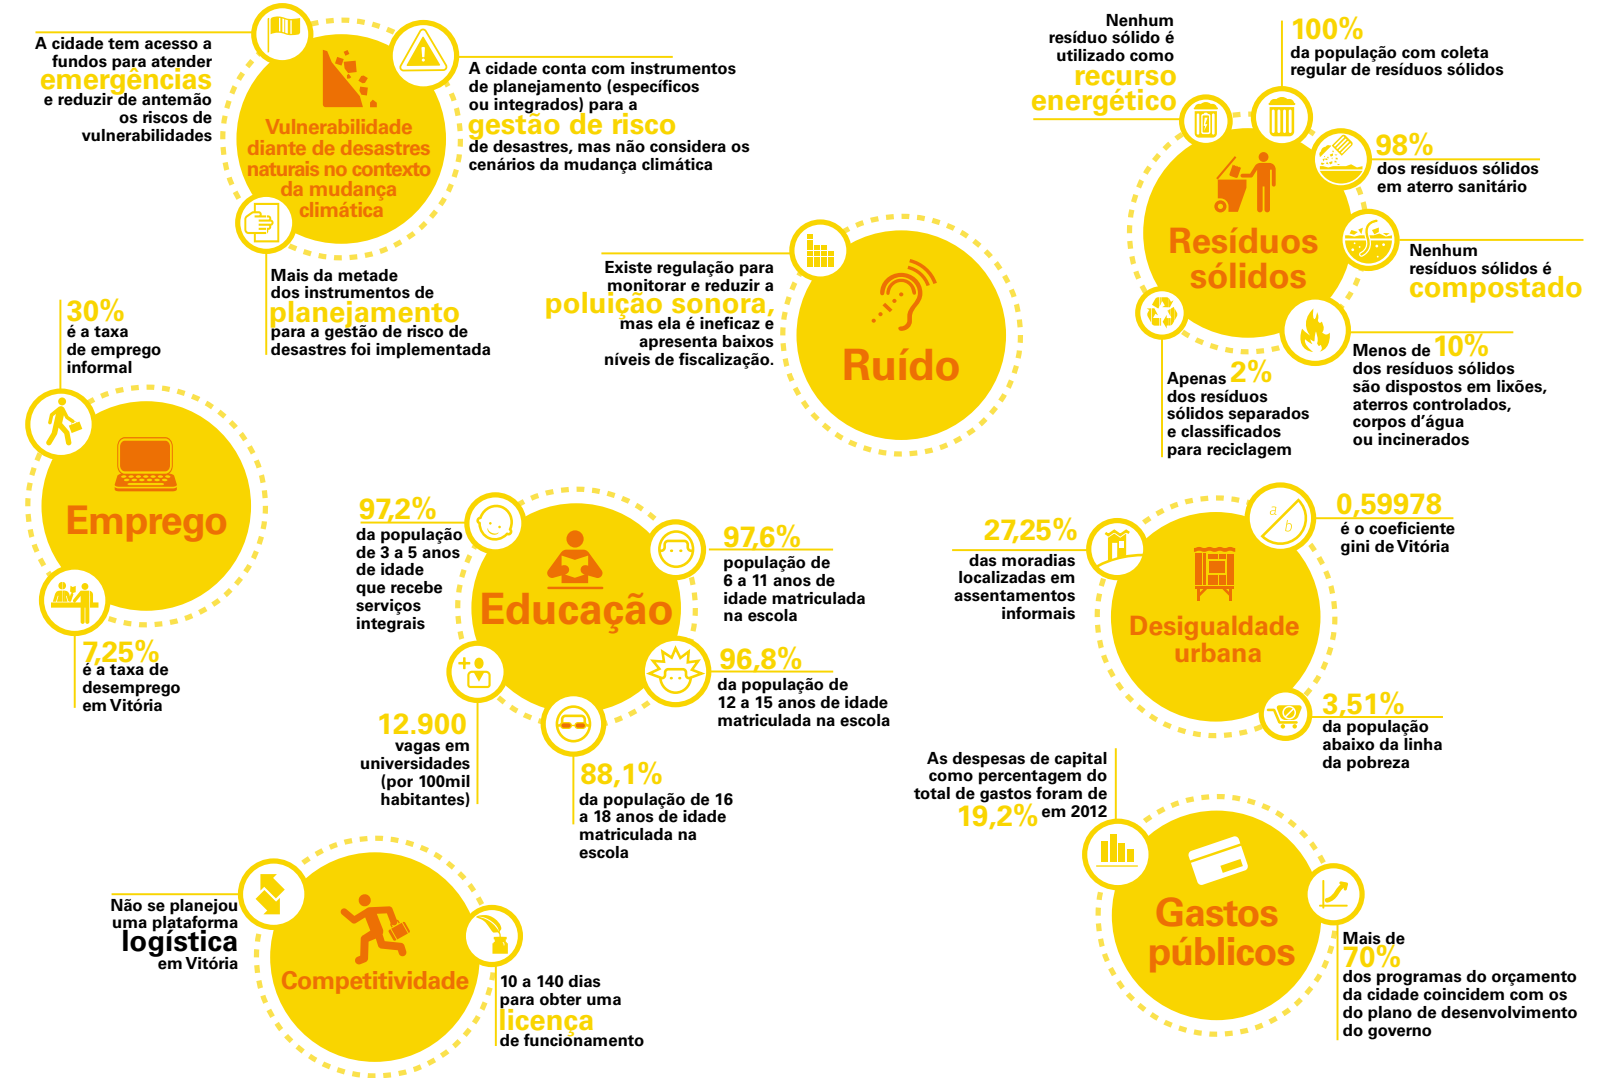 A cidade tem acesso a
fundos para atender
emergências
e reduzir de antemão
os riscos de
vulnerabilidades
A cidade conta com instrumentos
de planejamento (específicos
ou integrados) para a
gestão de risco
de desastres, mas não considera os
cenários da mudança climática
Vulnerabilidade
diante de desastres
naturais no contexto
da mudança
climática
Mais da metade
dos instrumentos de
planejamento
para a gestão de risco de
desastres foi implementada
Existe regulação para
monitorar e reduzir a
poluição sonora,
mas ela é ineficaz e
apresenta baixos
níveis de fiscalização.
Ruído
Nenhum
resíduo sólido é
utilizado como
recurso
energético
100%
da população com coleta
regular de resíduos sólidos
98%
dos resíduos sólidos
em aterro sanitário
Resíduos
sólidos
Nenhum
resíduos sólidos é
compostado
Menos de 10%
dos resíduos sólidos
são dispostos em lixões,
aterros controlados,
corpos d'água
ou incinerados
Apenas 2%
dos resíduos
sólidos separados
e classificados
para reciclagem
30%
é a taxa
de emprego
informal
Emprego
7,25%
é a taxa de
desemprego
em Vitória
97,2%
da população
de 3 a 5 anos
de idade
que recebe
serviços
integrais
97,6%
população de
6 a 11 anos de
idade matriculada
na escola
Educação
96,8%
da população de
12 a 15 anos de idade
matriculada na escola
12.900
vagas em
universidades
(por 100mil
habitantes)
88,1%
da população de 16
a 18 anos de idade
matriculada na
escola
27,25%
das moradias
localizadas em
assentamentos
informais
a
b
0,59978
é o coeficiente
gini de Vitória
Desigualdade
urbana
3,51%
da população
abaixo da linha
da pobreza
As despesas de capital
como percentagem do
total de gastos foram de
19,2% em 2012
Gastos
públicos
Mais de
70%
dos programas do orçamento
da cidade coincidem com os
do plano de desenvolvimento
do governo
Não se planejou
uma plataforma
logística
em Vitória
Competitividade
10 a 140 dias
para obter uma
licença
de funcionamento